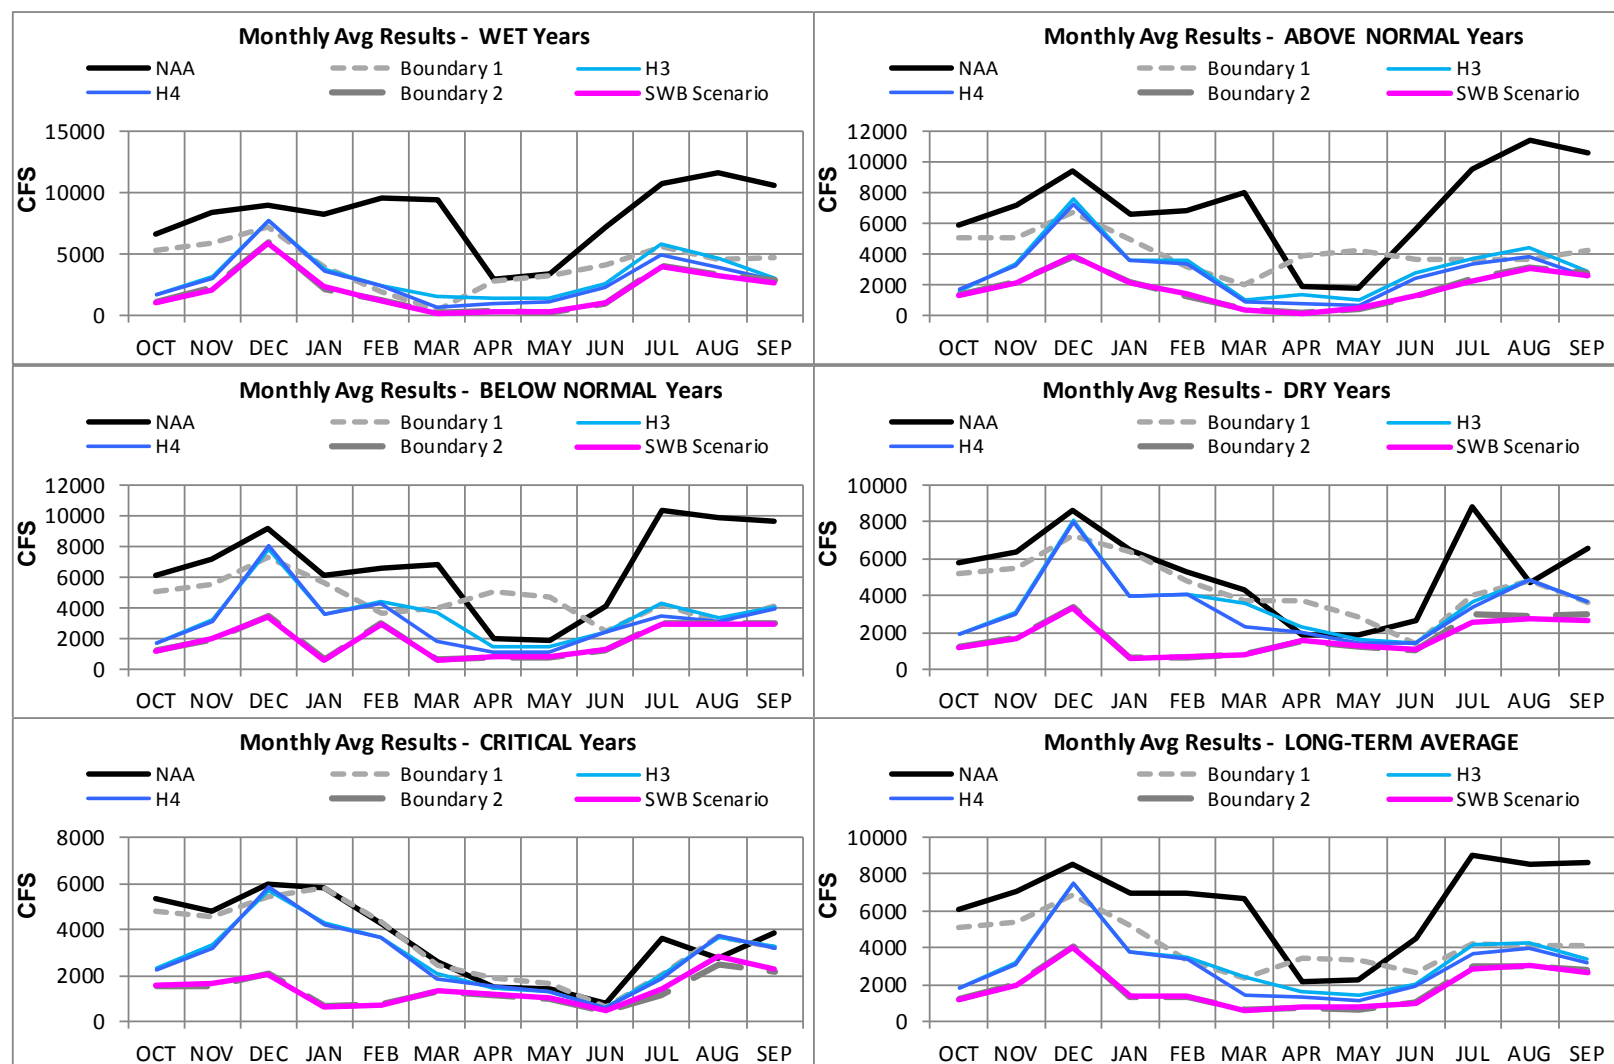 Monthly Avg Results - WET Years
NAA Boundary 1 H3
H4 Boundary 2 SWB Scenario
15000
10000
5000
0
CFS
OCT NOV DEC JAN FEB MAR APR MAY JUN JUL AUG SEP
Monthly Avg Results - ABOVE NORMAL Years
NAA Boundary 1 H3
H4 Boundary 2 SWB Scenario
12000
10000
8000
6000
4000
2000
0
CFS
OCT NOV DEC JAN FEB MAR APR MAY JUN JUL AUG SEP
Monthly Avg Results - BELOW NORMAL Years
NAA Boundary 1 H3
H4 Boundary 2 SWB Scenario
12000
10000
8000
6000
4000
2000
0
CFS
OCT NOV DEC JAN FEB MAR APR MAY JUN JUL AUG SEP
Monthly Avg Results - DRY Years
NAA Boundary 1 H3
H4 Boundary 2 SWB Scenario
10000
8000
6000
4000
2000
0
CFS
OCT NOV DEC JAN FEB MAR APR MAY JUN JUL AUG SEP
Monthly Avg Results - CRITICAL Years
NAA Boundary 1 H3
H4 Boundary 2 SWB Scenario
8000
6000
4000
2000
0
CFS
OCT NOV DEC JAN FEB MAR APR MAY JUN JUL AUG SEP
Monthly Avg Results - LONG-TERM AVERAGE
NAA Boundary 1 H3
H4 Boundary 2 SWB Scenario
10000
8000
6000
4000
2000
0
CFS
OCT NOV DEC JAN FEB MAR APR MAY JUN JUL AUG SEP